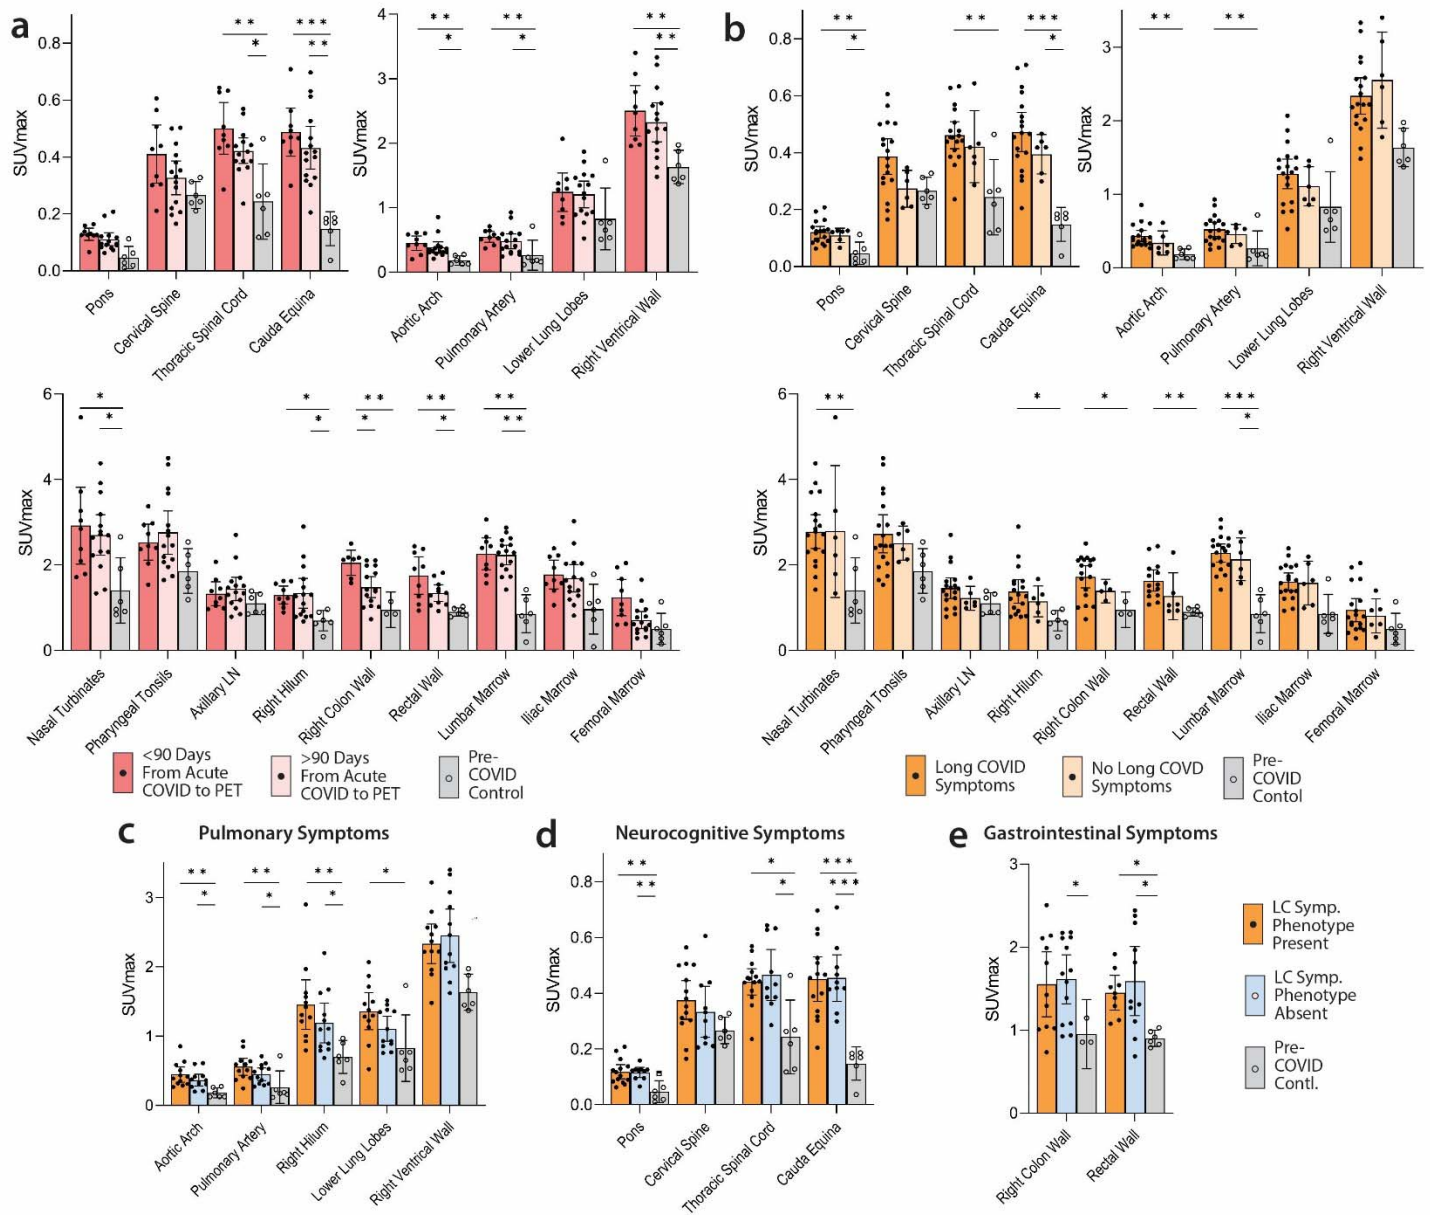 a
* *
* * *
*
* *
0.8
0.6
0.4
0.2
0.0
SUVmax
Pons
Cervical Spine
Thoracic Spinal Cord
Cauda Equina
* *
* *
* *
*
*
* *
4
3
2
1
0
SUVmax
Aortic Arch
Pulmonary Artery
Lower Lung Lobes
Right Ventrical Wall
b
* *
* *
* * *
*
*
0.8
0.6
0.4
0.2
0.0
SUVmax
Pons
Cervical Spine
Thoracic Spinal Cord
Cauda Equina
* *
* *
3
2
1
0
SUVmax
Aortic Arch
Pulmonary Artery
Lower Lung Lobes
Right Ventrical Wall
*
*
* *
* *
* *
*
*
*
*
* *
6
4
2
0
SUVmax
Nasal Turbinates
Pharyngeal Tonsils
Axillary LN
Right Hilum
Right Colon Wall
Rectal Wall
Lumbar Marrow
Iliac Marrow
Femoral Marrow
<90 Days
From Acute
COVID to PET
>90 Days
From Acute
COVID to PET
Pre-
COVID
Control
* *
*
*
* *
* * *
*
6
4
2
0
SUVmax
Nasal Turbinates
Pharyngeal Tonsils
Axillary LN
Right Hilum
Right Colon Wall
Rectal Wall
Lumbar Marrow
Iliac Marrow
Femoral Marrow
Long COVID
Symptoms
No Long COVD
Symptoms
Pre-
COVID
Contol
c
Pulmonary Symptoms
* *
* *
* *
*
*
*
*
3
2
1
0
SUVmax
Aortic Arch
Pulmonary Artery
Right Hilum
Lower Lung Lobes
Right Ventrical Wall
d
Neurocognitive Symptoms
* *
*
* * *
* *
*
* * *
0.8
0.6
0.4
0.2
0.0
SUVmax
Pons
Cervical Spine
Thoracic Spinal Cord
Cauda Equina
e
Gastrointestinal Symptoms
*
*
*
3
2
1
0
SUVmax
Right Colon Wall
Rectal Wall
LC Symp.
Phenotype
Present
LC Symp.
Phenotype
Absent
Pre-
COVID
Contl.